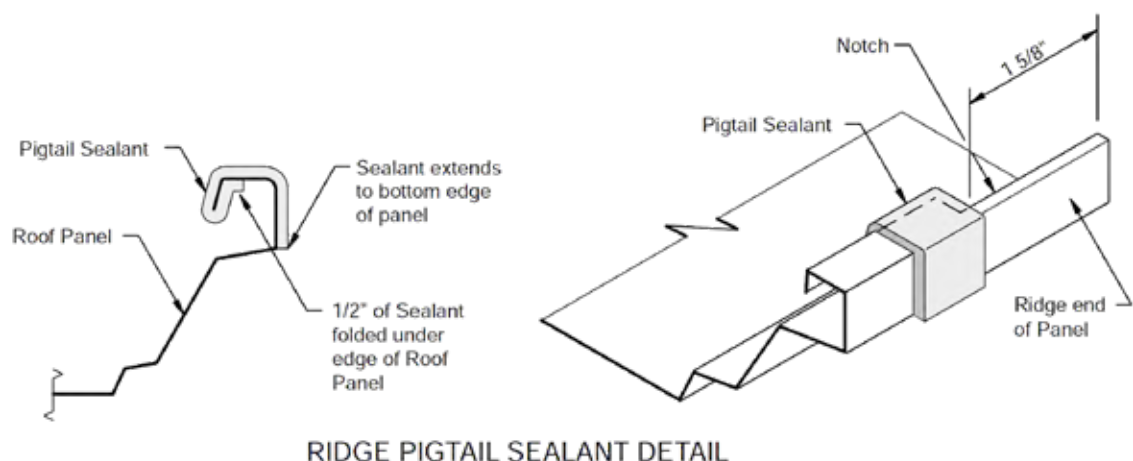 Notch
1 5/8"
Pigtail Sealant
Pigtail Sealant
Sealant extends
to bottom edge
of panel
Roof Panel
1/2" of Sealant
folded under
edge of Roof
Panel
Ridge end
of Panel
RIDGE PIGTAIL SEALANT DETAIL